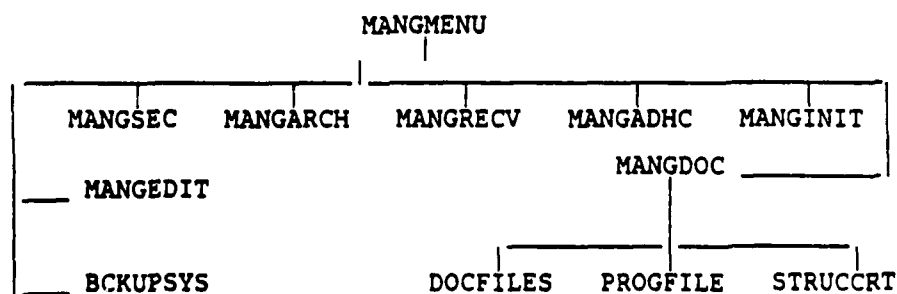 MANGMENU
MANGSEC MANGARCH MANGRECV MANGADHC MANGINIT
MANGDOC
MANGEDIT
BCKUPSYS DOCFILES PROGFILE STRUCCRT